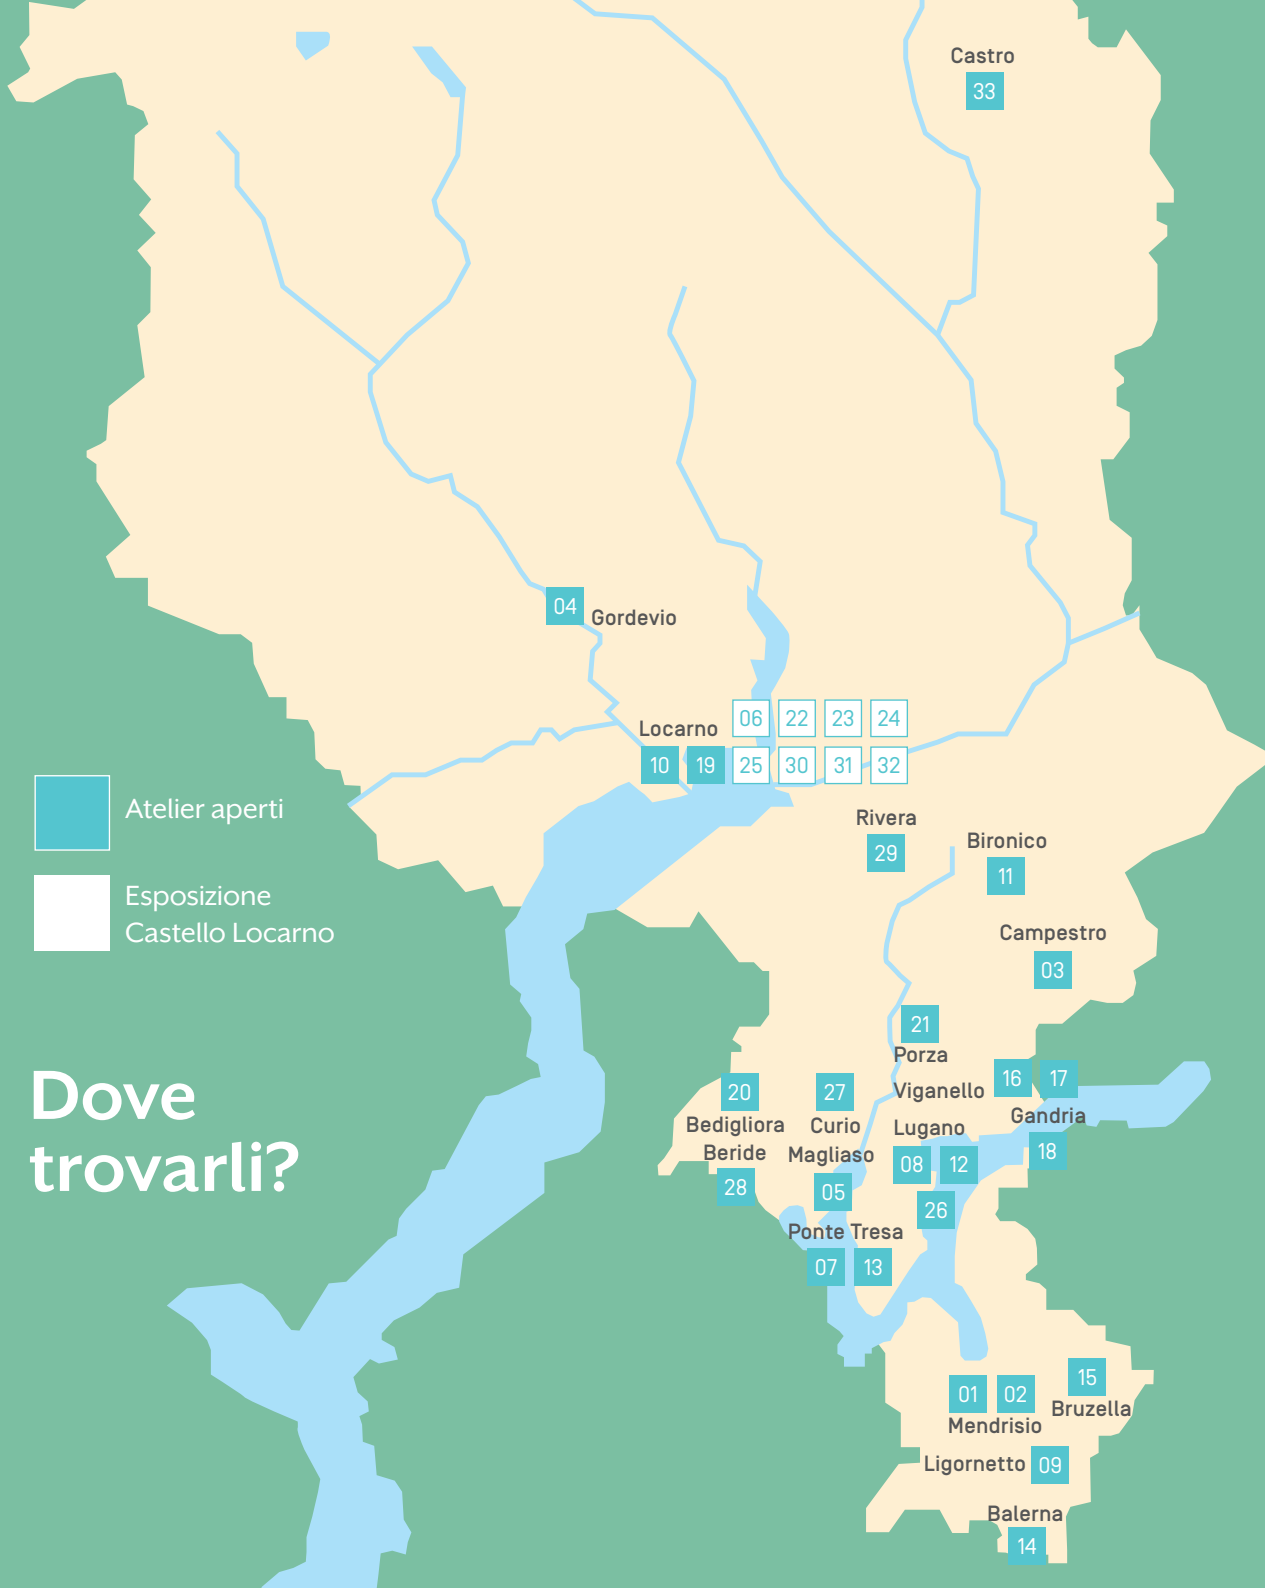 Castro
33
04
Gordevio
06 22 23 24
Locarno
10 19 25 30 31 32
Atelier aperti
Esposizione
Castello Locarno
Rivera
29
Bironico
11
Campestro
03
21
Porza
Viganello 16 17
Dove
trovarli?
20
Bedigliora
27
Curio
Gandria
18
Lugano
08 12
26
Beride
28
Magliaso
05
Ponte Tresa
07 13
15
Bruzella
01 02
Mendrisio
Ligornetto 09
Balerna
14